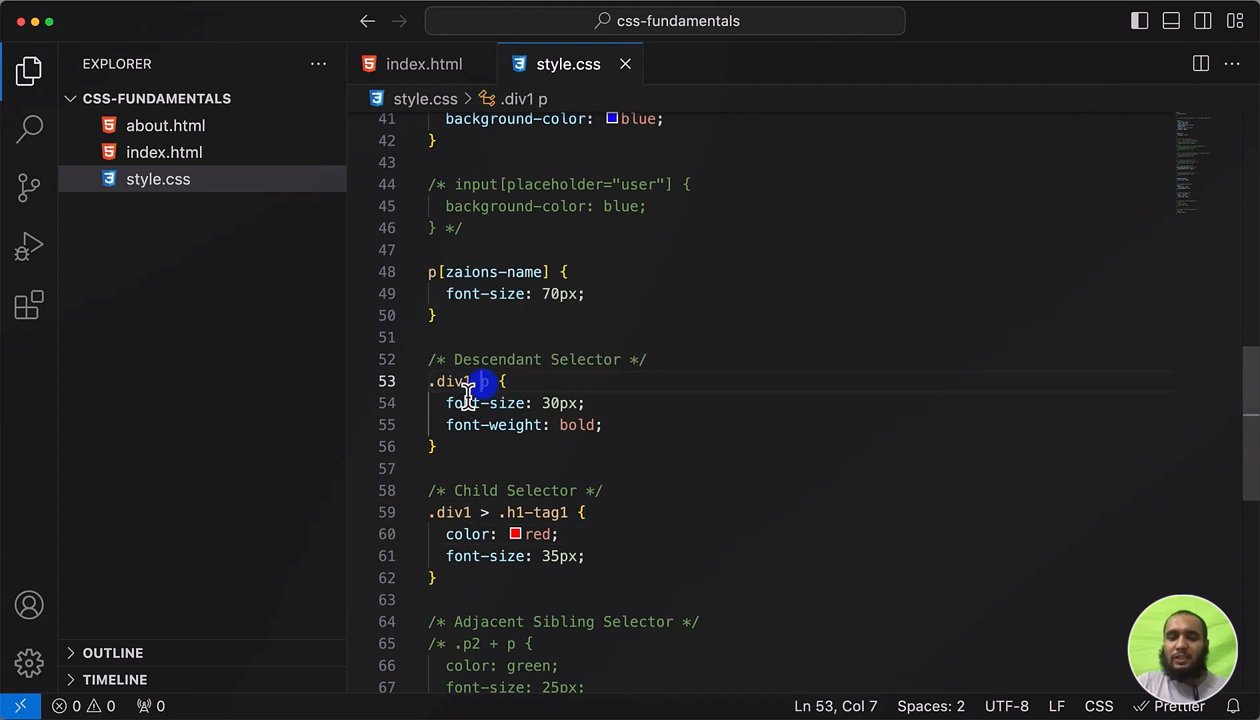 css-fundamentals
EXPLORER
index.html
style.css
CSS-FUNDAMENTALS
style.css > .div1 p
about.html
index.html
style.css
41 background-color: blue;
42 }
43
44 /* input[placeholder="user"] {
45 background-color: blue;
46 } */
47
48 p[zaions-name] {
49 font-size: 70px;
50 }
51
52 /* Descendant Selector */
53 .div1 p {
54 font-size: 30px;
55 font-weight: bold;
56 }
57
58 /* Child Selector */
59 .div1 > .h1-tag1 {
60 color: red;
61 font-size: 35px;
62 }
63
64 /* Adjacent Sibling Selector */
65 /* .p2 + p {
66 color: green;
67 font-size: 25px;
OUTLINE
TIMELINE
0 0 0
Ln 53, Col 7
Spaces: 2
UTF-8
LF
CSS
Prettier